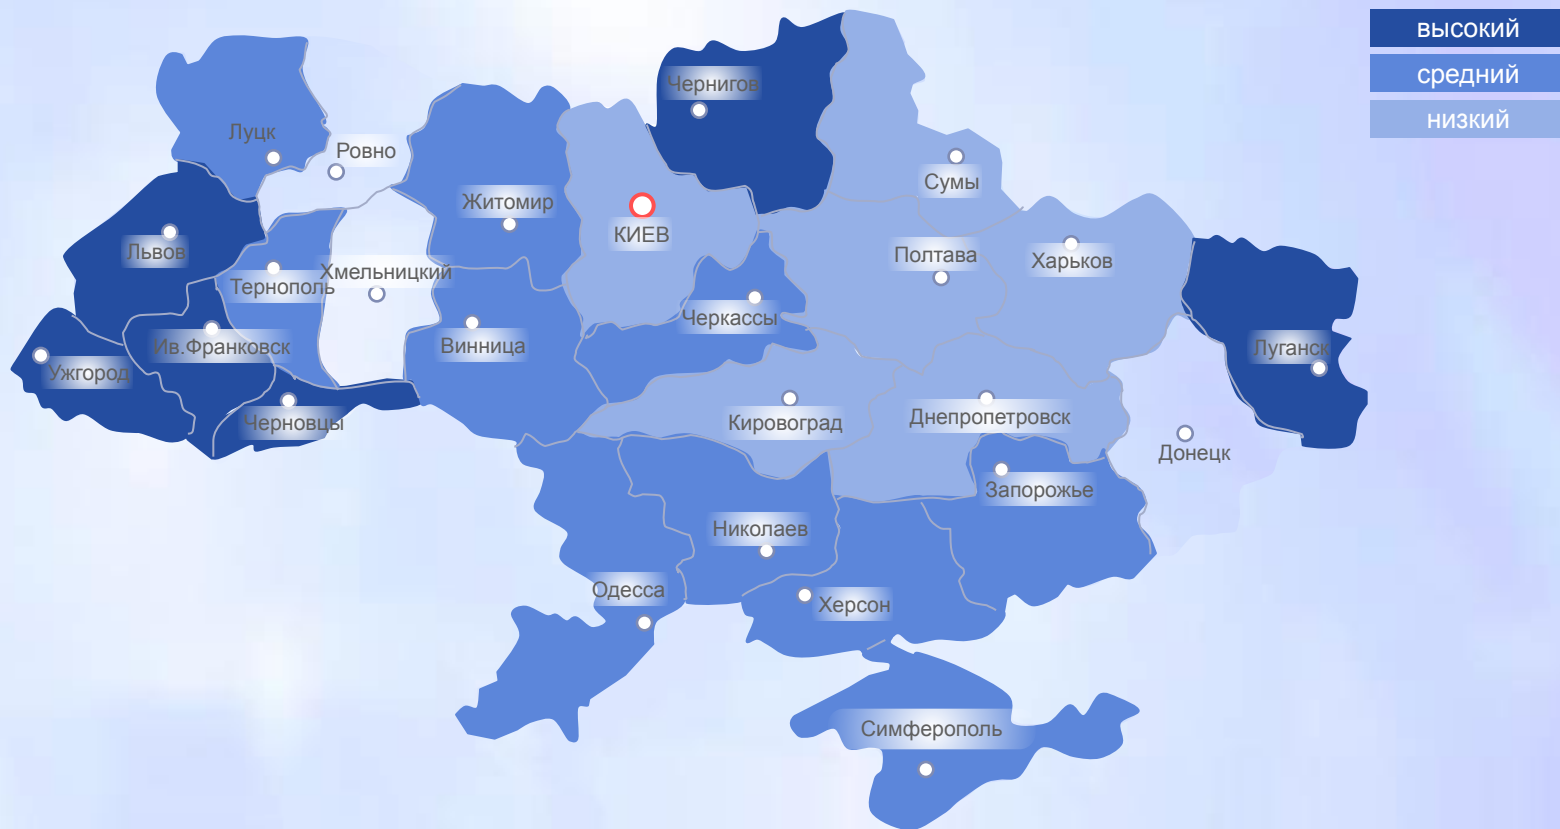 высокий
средний
низкий
Чернигов
Луцк
Ровно
Сумы
Житомир
КИЕВ
Львов
Полтава
Харьков
Хмельницкий
Тернополь
Черкассы
Винница
Ив.Франковск
Луганск
Ужгород
Черновцы
Кировоград
Днепропетровск
Донецк
Запорожье
Николаев
Одесса
Херсон
Симферополь